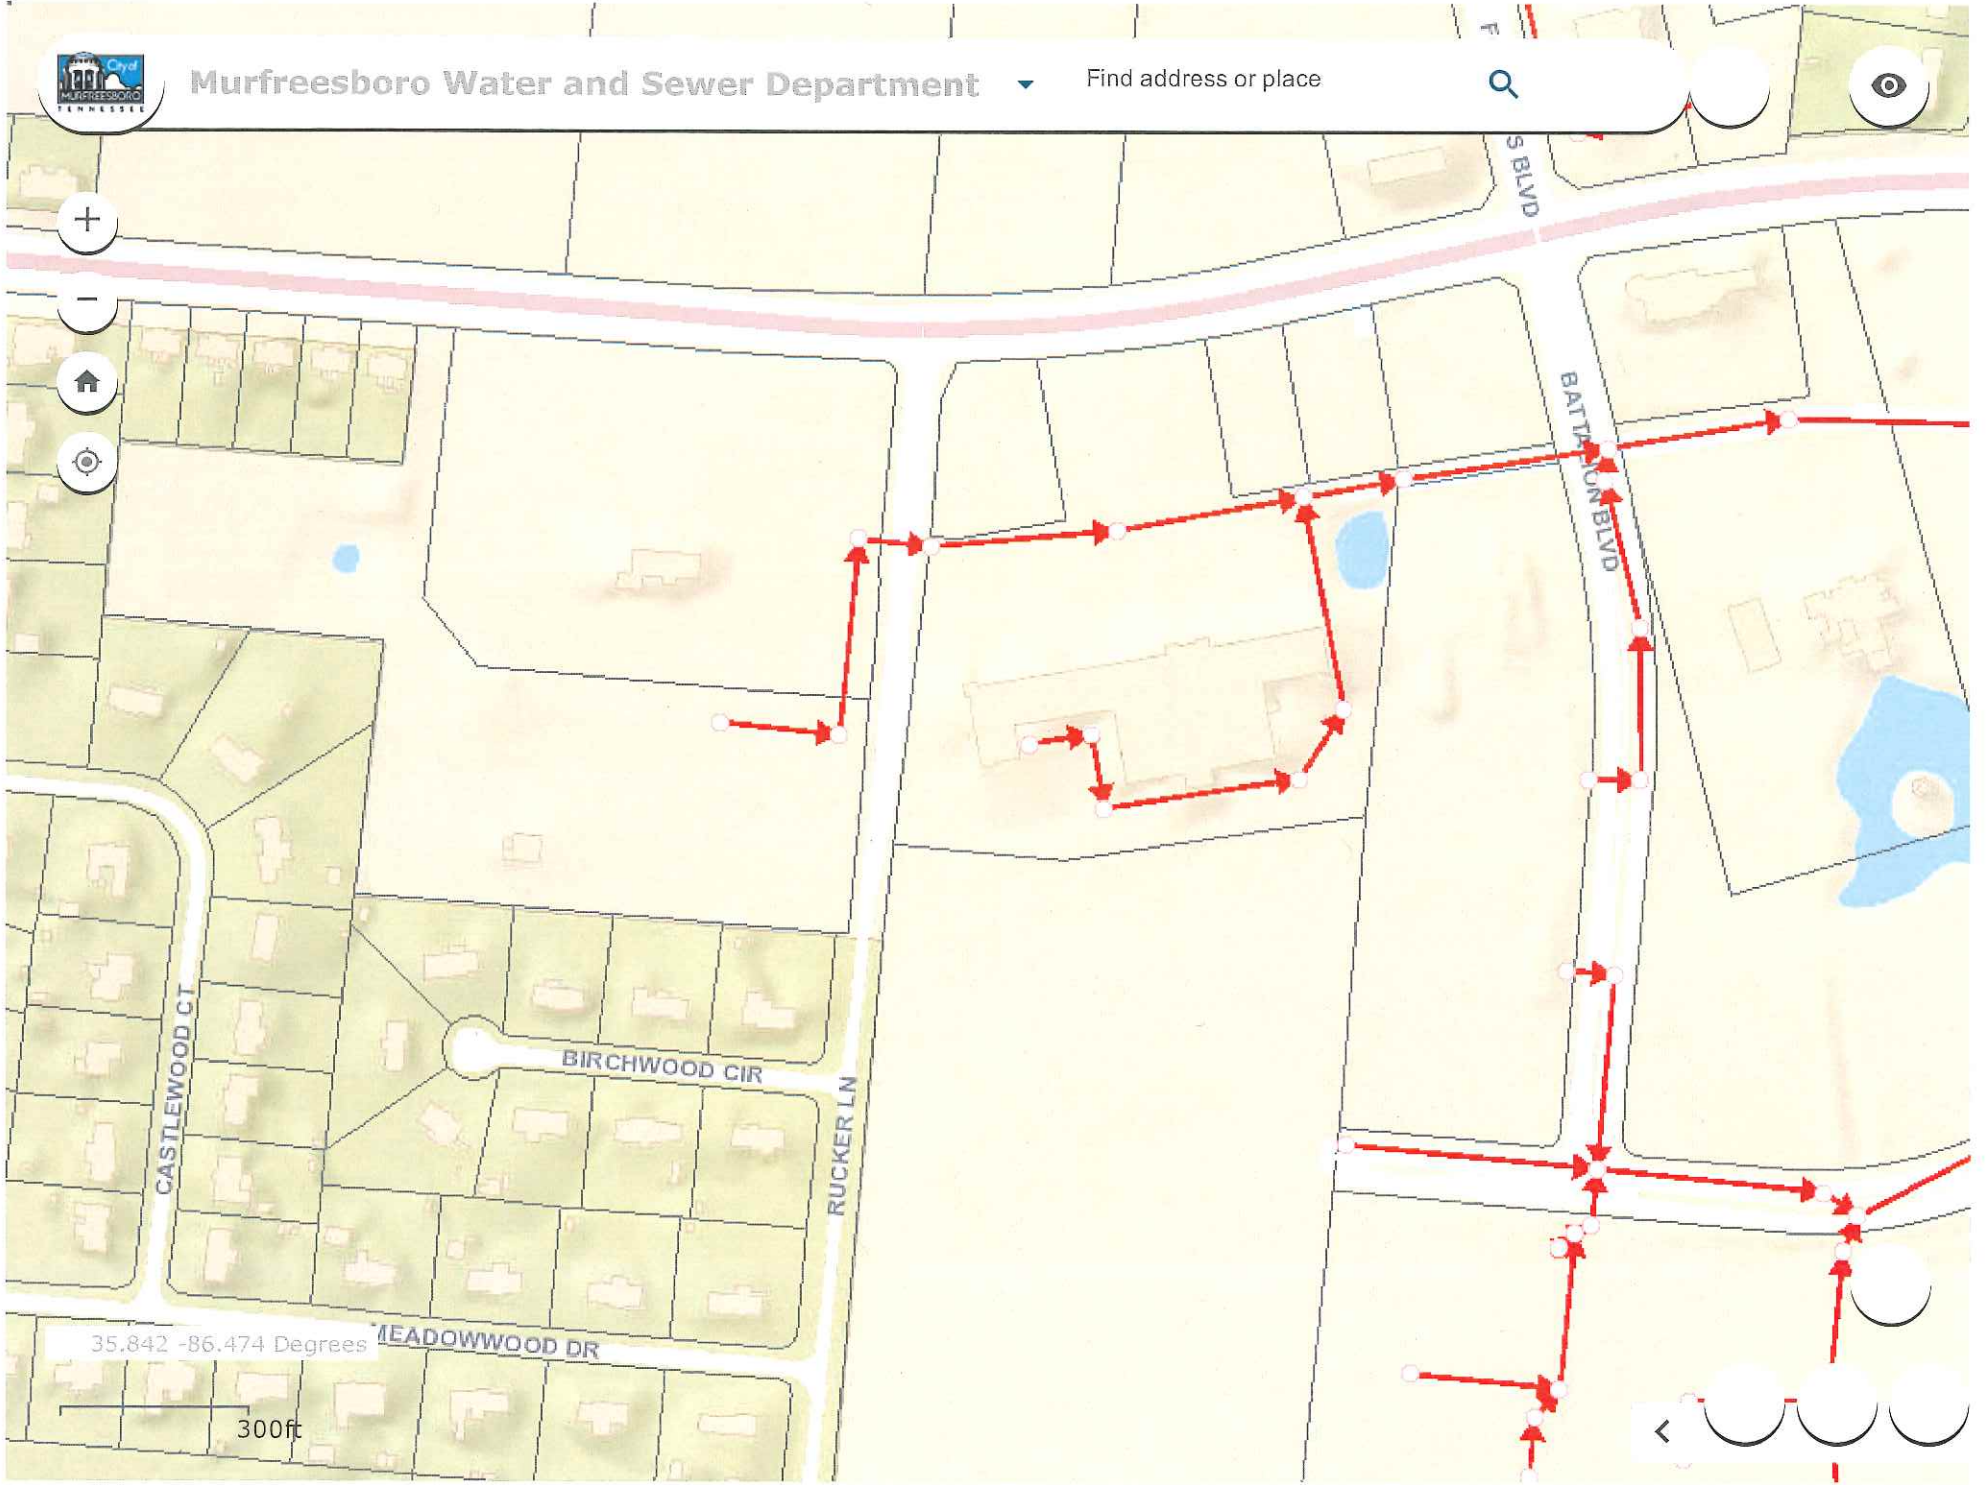 City of
MURFREESBORO
TENNESSEE
Murfreesboro Water and Sewer Department
Find address or place
F
S BLVD
BATTALION BLVD
BIRCHWOOD CIR
CASTLEWOOD CT
RUCKER LN
MEADOWWOOD DR
35.842 -86.474 Degrees
300ft